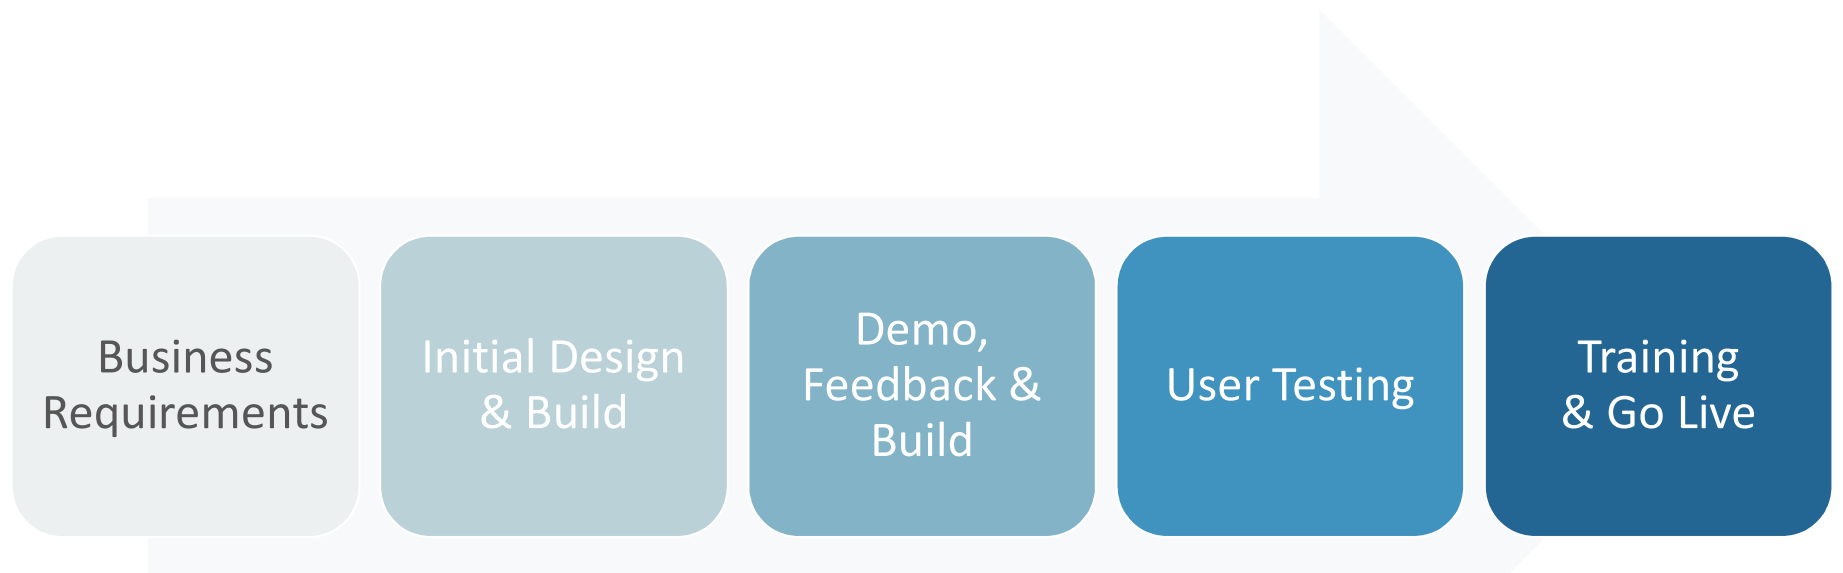 Business
Requirements
Initial Design
& Build
Demo,
Feedback &
Build
User Testing
Training
& Go Live